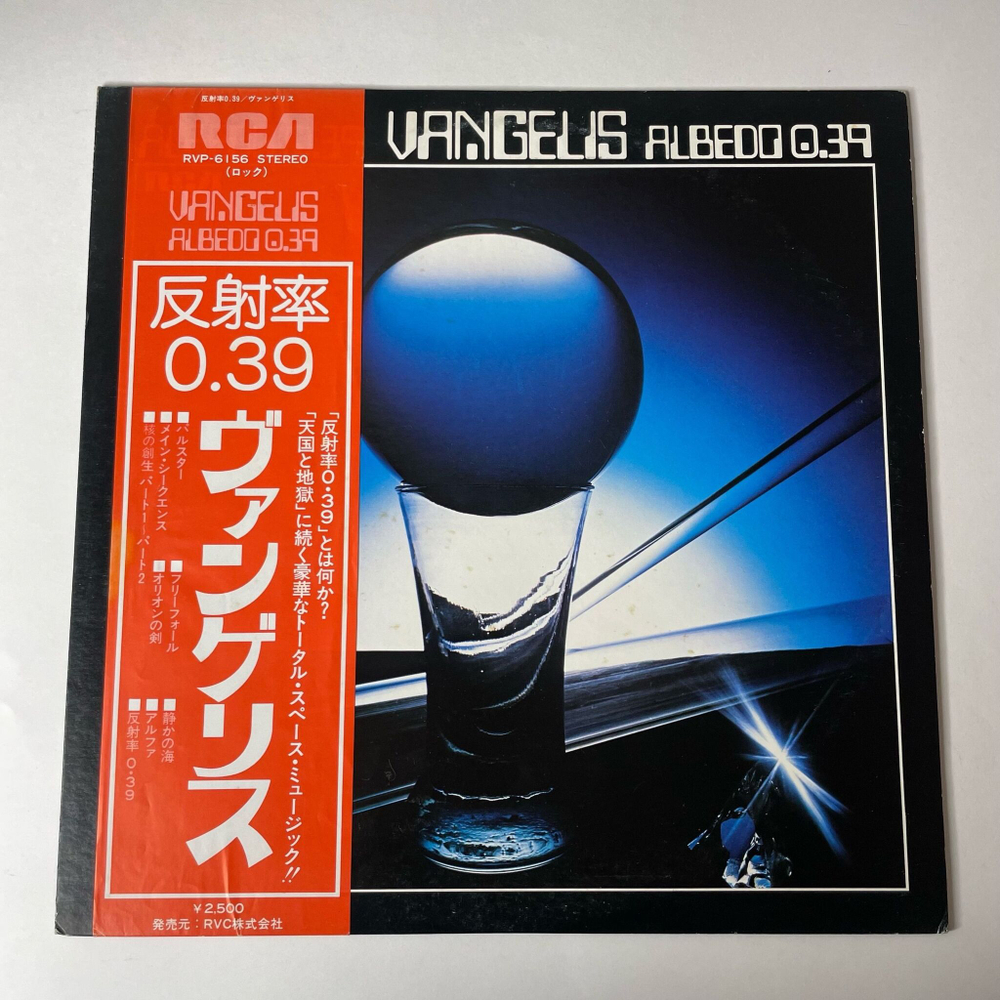 反射率0.39/ヴァンゲリス
RCA
RVP-6156 STEREO
(ロック)
VANGELIS
ALBEDO 0.39
反射率
0.39
「反射率0・39」とは何か?
「天国と地獄」に続く豪華なトータル・スペース・ミュージック!!
ヴァンゲリス
■パルスター
■メイン・シークエンス
■核の創生 パート1~パート2
■フリーフォール
■オリオンの剣
■静かの海
■アルファ
■反射率 0・39
¥2,500
発売元:RVC株式会社
VANGELIS ALBEDO 0.39